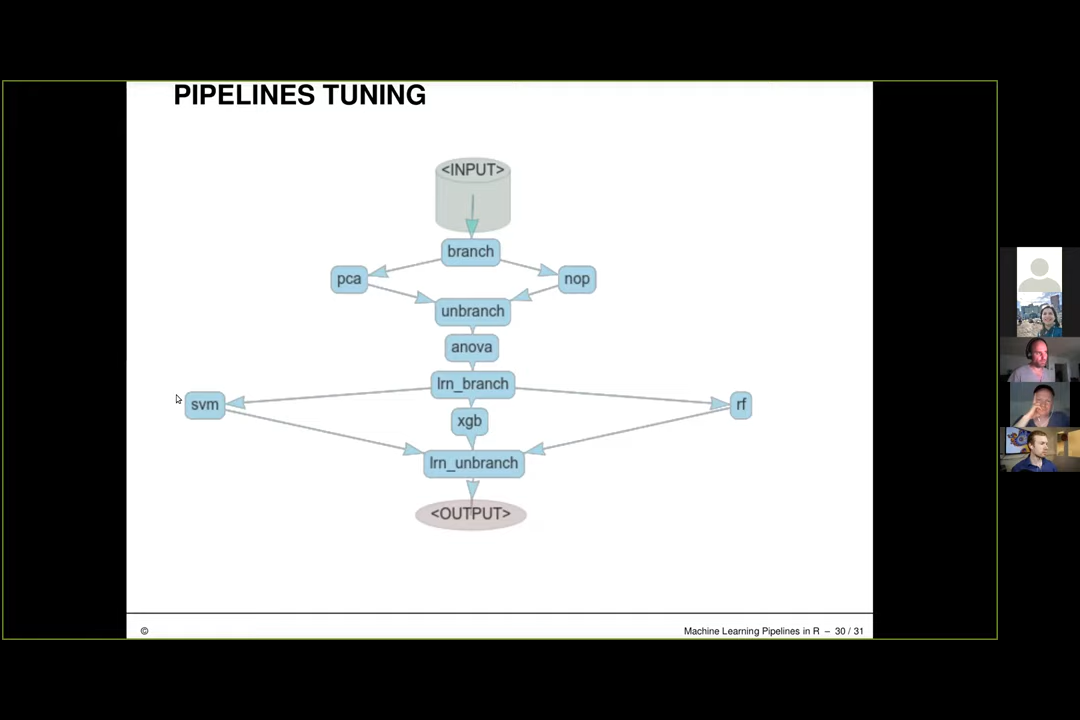 PIPELINES TUNING
<INPUT>
branch
pca
nop
unbranch
anova
lrn_branch
svm
rf
xgb
lrn_unbranch
<OUTPUT>
©
Machine Learning Pipelines in R – 30 / 31